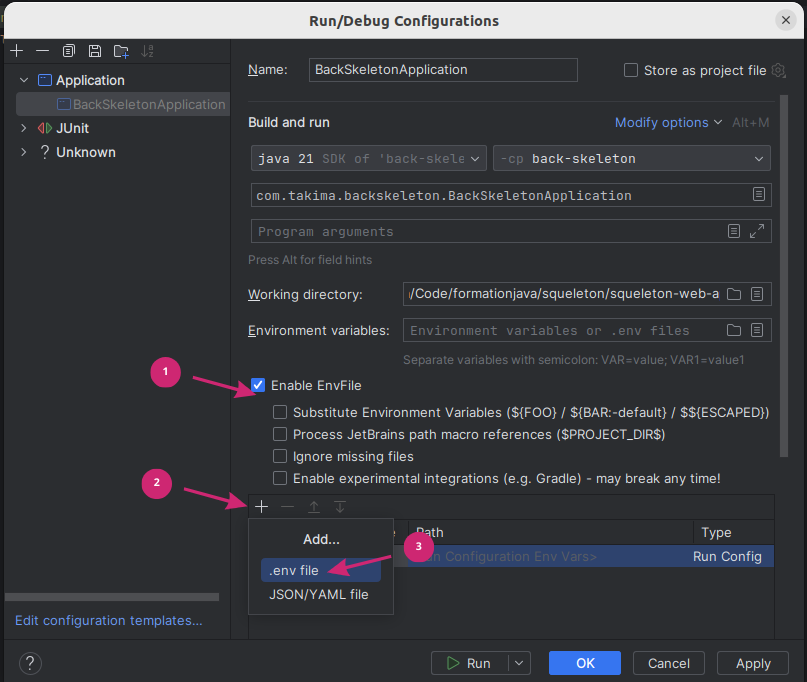 Run/Debug Configurations
Application
BackSkeletonApplication
JUnit
? Unknown
Edit configuration templates...
Name:
BackSkeletonApplication
Store as project file
Build and run
Modify options
Alt+M
java 21 SDK of 'back-skele
-cp back-skeleton
com.takima.backskeleton.BackSkeletonApplication
Program arguments
Press Alt for field hints
Working directory:
/Code/formationjava/squeleton/squeleton-web-a
Environment variables:
Environment variables or .env files
Separate variables with semicolon: VAR=value; VAR1=value1
1
Enable EnvFile
Substitute Environment Variables (${FOO} / ${BAR:-default} / $${ESCAPED})
Process JetBrains path macro references ($PROJECT_DIR$)
Ignore missing files
Enable experimental integrations (e.g. Gradle) - may break any time!
2
Add...
.env file
JSON/YAML file
3
Path
Type
Configuration Env Vars>
Run Config
?
Run
OK
Cancel
Apply